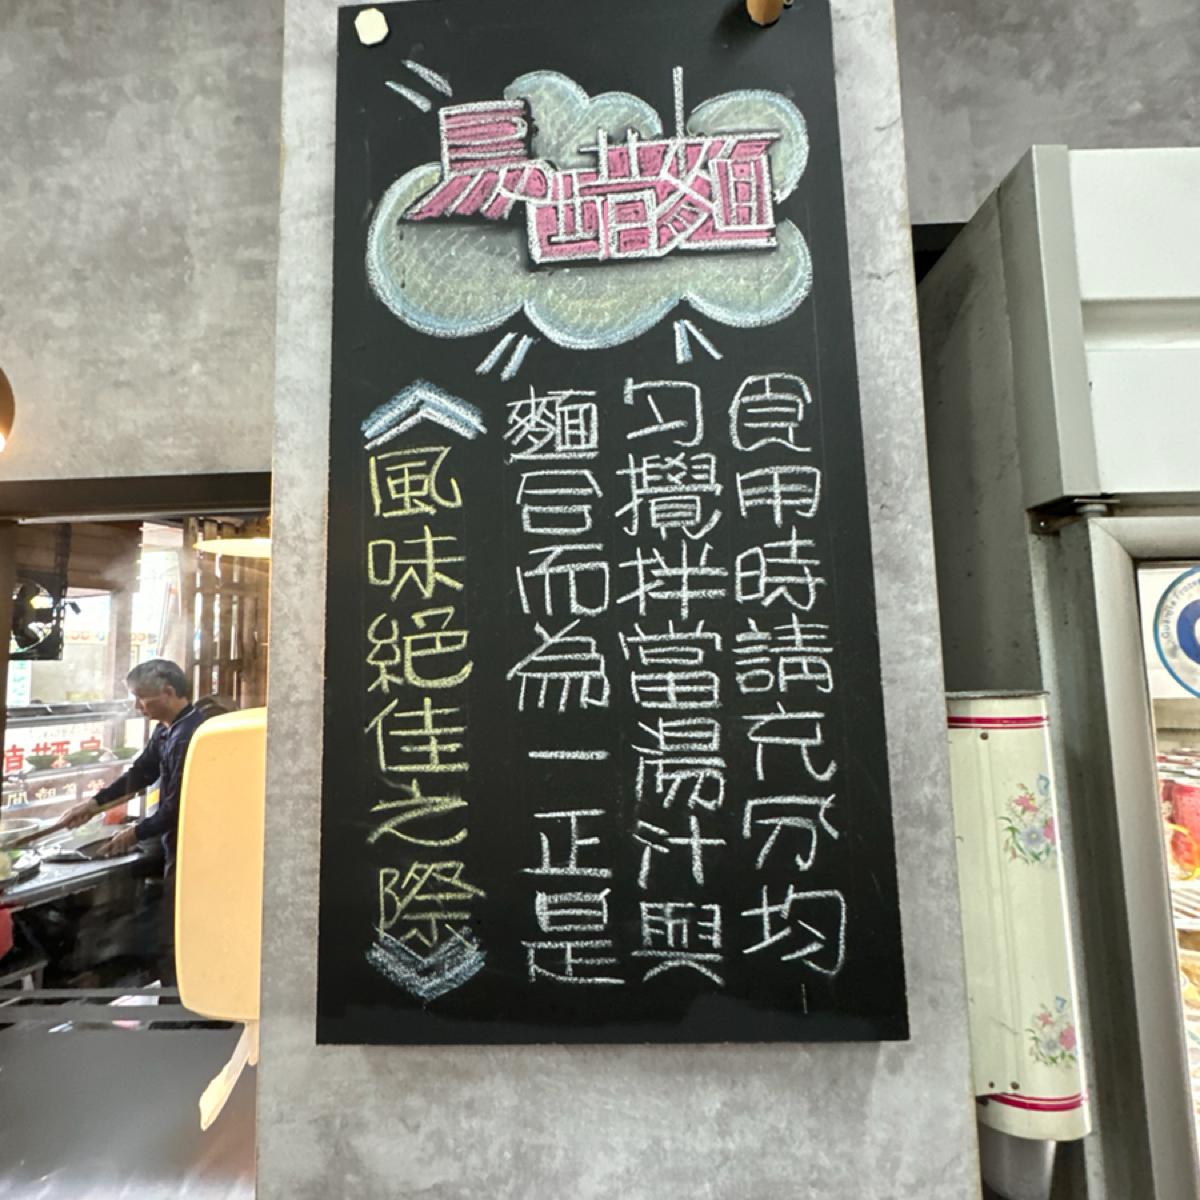 烏醋麵
食用時請充分均
勻攪拌當湯汁與
麵合而為一正是
《風味絕佳之際》